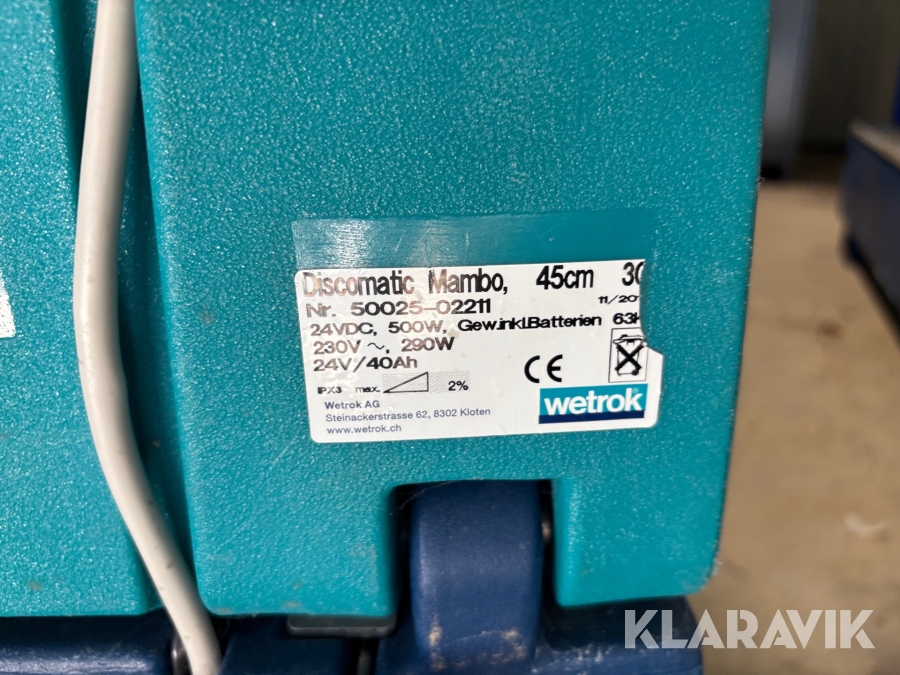 Discomatic Mambo, 45cm
Nr. 50025-02211
24VDC, 500W, Gew.inkl.Batterien
230V ~, 290W
24V/40Ah
CE
IPX3 max. 2%
wetrok
Wetrok AG
Steinackerstrasse 62, 8302 Kloten
www.wetrok.ch
KLARAVIK